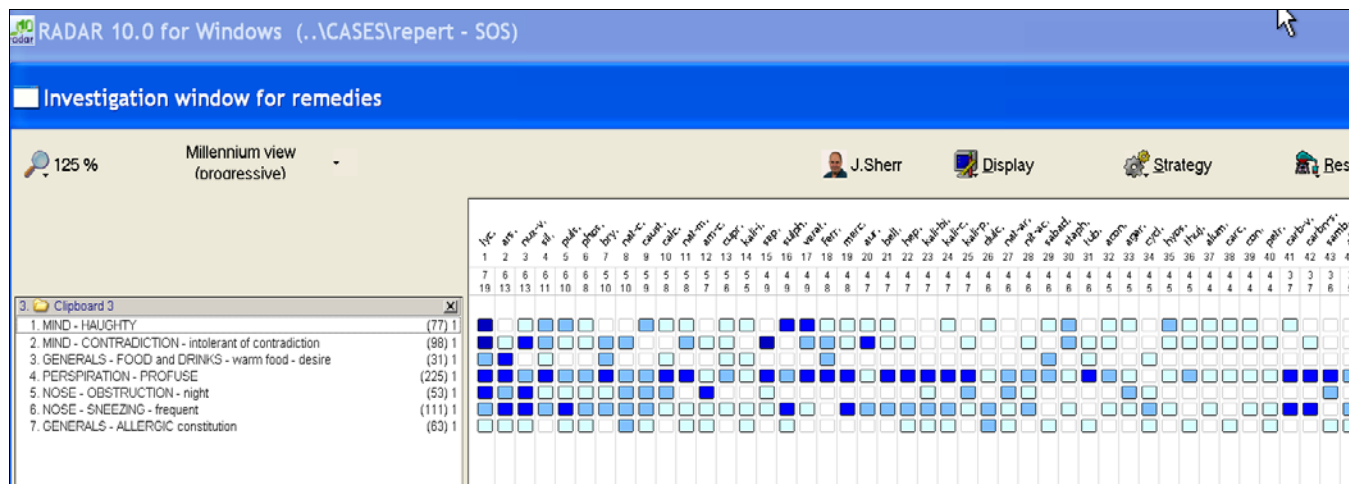 RADAR 10.0 for Windows (..\CASES\repert - SOS)
Investigation window for remedies
125 %
Millennium view
(progressive)
J.Sherr
Display
Strategy
Res
lyc. ars. nux-v. sil. puls. phos. bry. nat-c. caust. calc. nat-m. am-c. cupr. kali-i. sep. sulph. verat. ferr. merc. aur. bell. hep. kali-bi. kali-c. kali-p. dulc. nat-ar. nit-ac. sabad. staph. tub. acon. agar. cycl. hyos. thuj. alum. carc. con. petr. carb-v. carbn-s. samb.
1 2 3 4 5 6 7 8 9 10 11 12 13 14 15 16 17 18 19 20 21 22 23 24 25 26 27 28 29 30 31 32 33 34 35 36 37 38 39 40 41 42 43 4
7 6 6 6 6 6 5 5 5 5 5 5 5 5 4 4 4 4 4 4 4 4 4 4 4 4 4 4 4 4 4 4 4 4 4 4 4 4 4 4 3 3 3
19 13 13 11 10 8 10 10 9 8 8 7 6 5 9 9 9 8 8 7 7 7 7 7 7 6 6 6 6 6 6 5 5 5 5 5 4 4 4 4 7 7 6
3. Clipboard 3 X
1. MIND - HAUGHTY (77) 1
2. MIND - CONTRADICTION - intolerant of contradiction (98) 1
3. GENERALS - FOOD and DRINKS - warm food - desire (31) 1
4. PERSPIRATION - PROFUSE (225) 1
5. NOSE - OBSTRUCTION - night (53) 1
6. NOSE - SNEEZING - frequent (111) 1
7. GENERALS - ALLERGIC constitution (63) 1